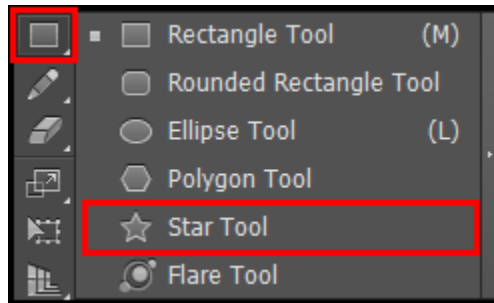 Rectangle Tool (M)
Rounded Rectangle Tool
Ellipse Tool (L)
Polygon Tool
Star Tool
Flare Tool